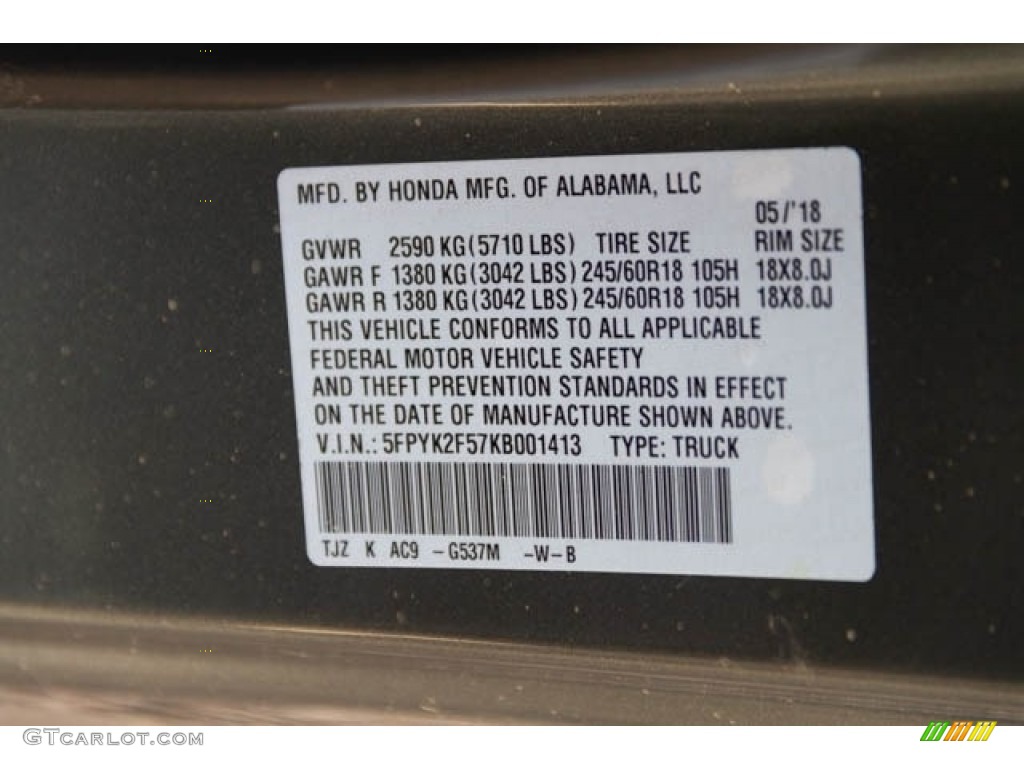 MFD. BY HONDA MFG. OF ALABAMA, LLC
05/'18
GVWR 2590 KG(5710 LBS) TIRE SIZE RIM SIZE
GAWR F 1380 KG(3042 LBS) 245/60R18 105H 18X8.0J
GAWR R 1380 KG(3042 LBS) 245/60R18 105H 18X8.0J
THIS VEHICLE CONFORMS TO ALL APPLICABLE
FEDERAL MOTOR VEHICLE SAFETY
AND THEFT PREVENTION STANDARDS IN EFFECT
ON THE DATE OF MANUFACTURE SHOWN ABOVE.
V.I.N.: 5FPYK2F57KB001413 TYPE: TRUCK
TJZ K AC9 -G537M -W-B
GTCARLOT.COM